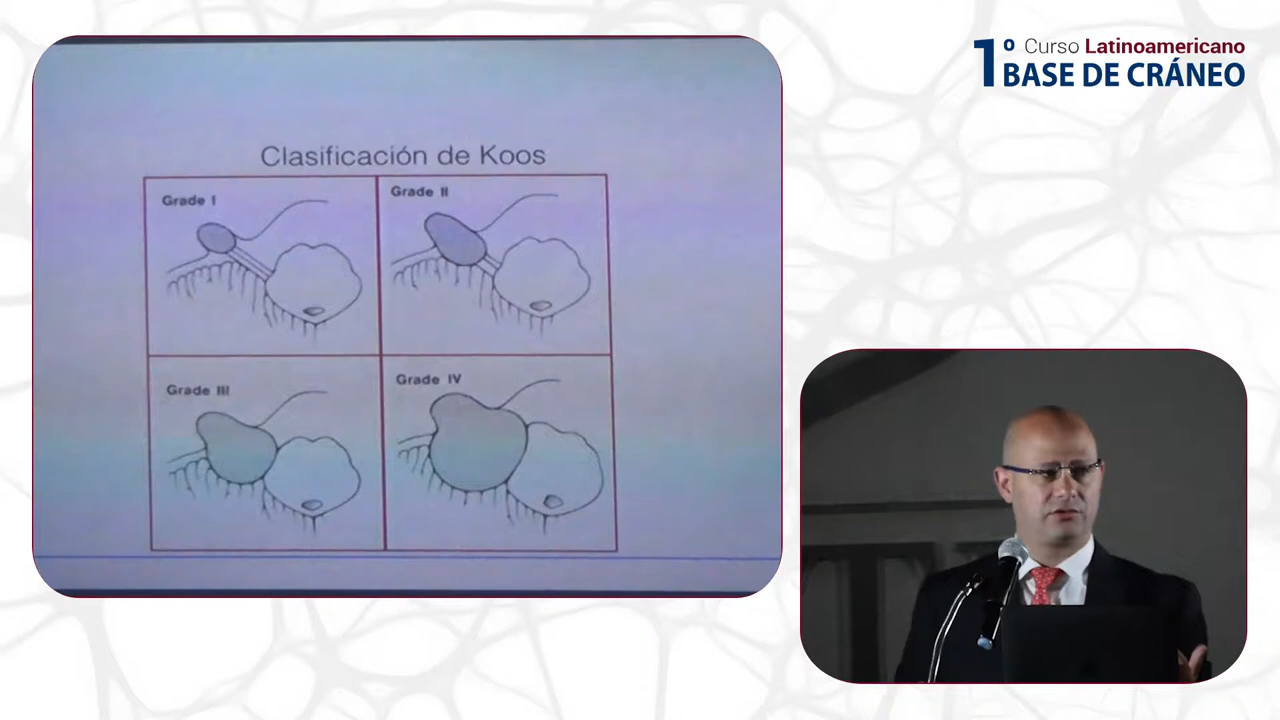 1º Curso Latinoamericano
BASE DE CRÁNEO
Clasificación de Koos
Grade I
Grade II
Grade III
Grade IV